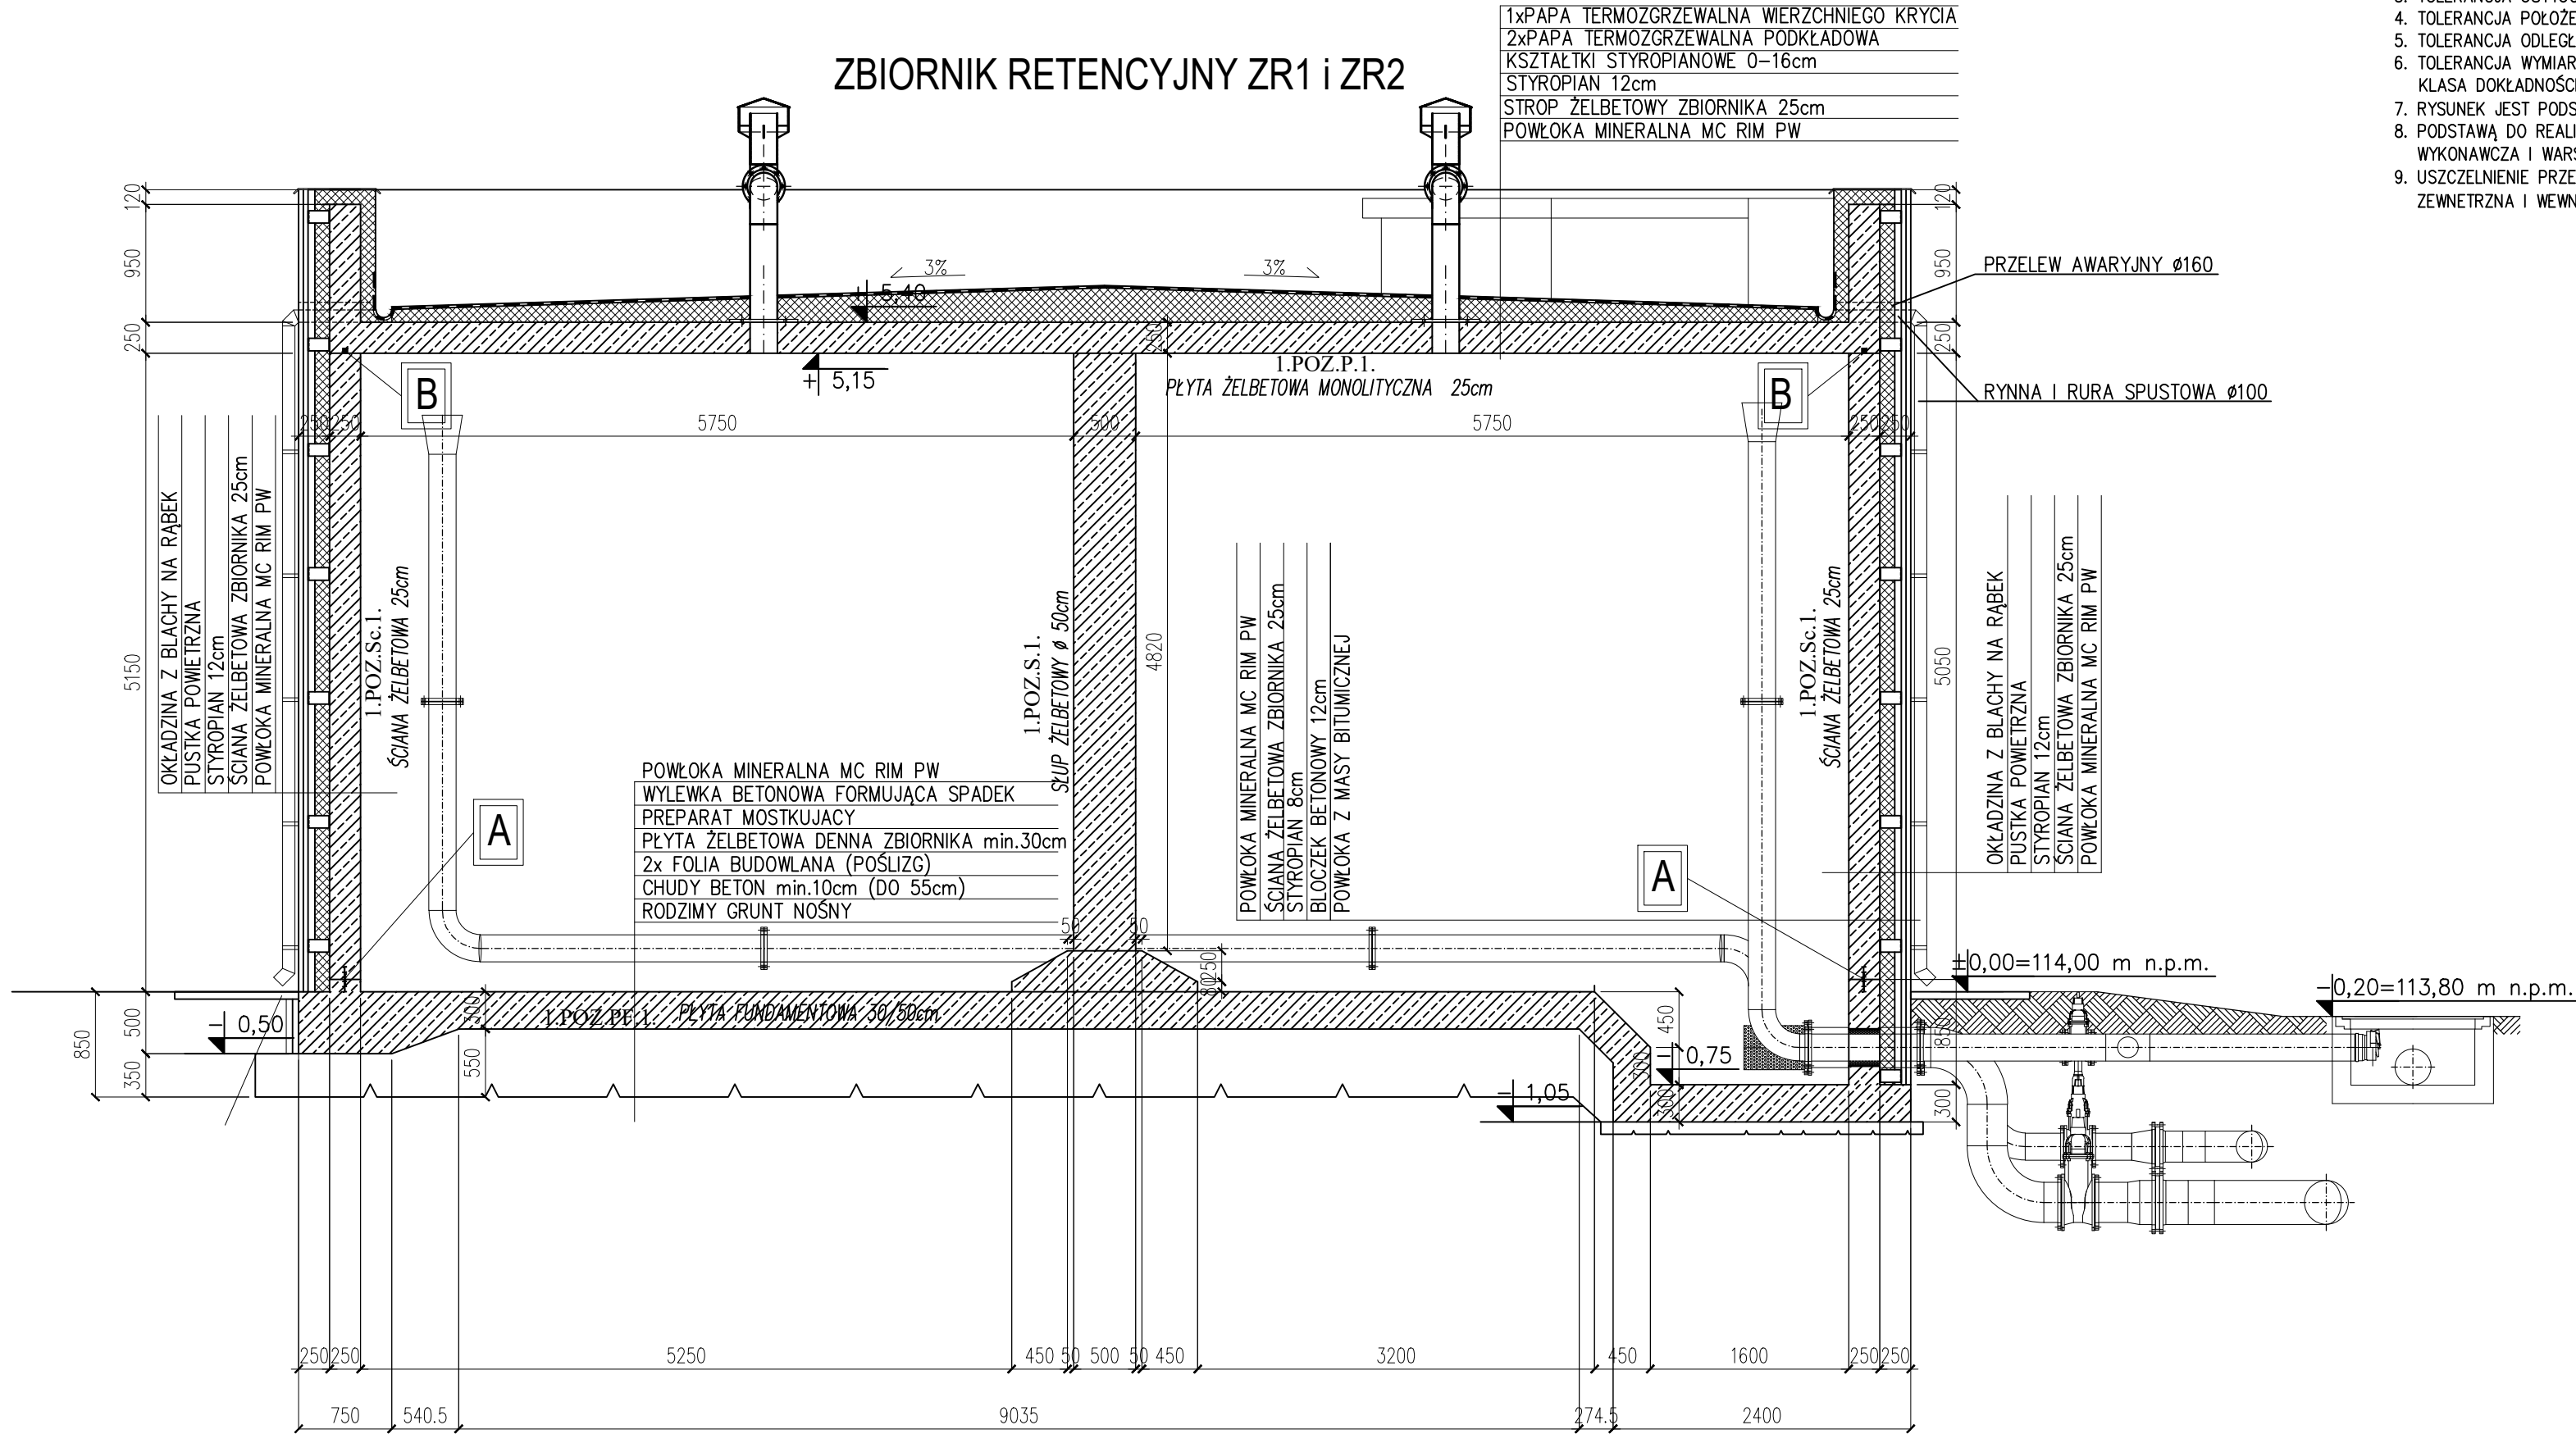 ZBIORNIK RETENCYJNY ZR1 i ZR2
1xPAPA TERMOZGRZEWALNA WIERZCHNIEGO KRYCIA
2xPAPA TERMOZGRZEWALNA PODKŁADOWA
KSZTAŁTKI STYROPIANOWE 0-16cm
STYROPIAN 12cm
STROP ŻELBETOWY ZBIORNIKA 25cm
POWŁOKA MINERALNA MC RIM PW
4. TOLERANCJA POŁOŻE
5. TOLERANCJA ODLEGŁ
6. TOLERANCJA WYMIAR
KLASA DOKŁADNOŚCI
7. RYSUNEK JEST PODS
8. PODSTAWĄ DO REALI
WYKONAWCZA I WARS
9. USZCZELNIENIE PRZE
ZEWNETRZNA I WEWN
120
950
250
5150
500
350
850
3%
3%
+ 5,40
+ 5,15
250
1.POZ.P.1.
PŁYTA ŻELBETOWA MONOLITYCZNA 25cm
120
950
250
5050
850
300
PRZELEW AWARYJNY ø160
RYNNA I RURA SPUSTOWA ø100
B
B
250
250
5750
500
5750
250
250
OKŁADZINA Z BLACHY NA RĄBEK
PUSTKA POWIETRZNA
STYROPIAN 12cm
ŚCIANA ŻELBETOWA ZBIORNIKA 25cm
POWŁOKA MINERALNA MC RIM PW
1.POZ.Sc.1.
ŚCIANA ŻELBETOWA 25cm
1.POZ.S.1.
SŁUP ŻELBETOWY ø 50cm
4820
POWŁOKA MINERALNA MC RIM PW
ŚCIANA ŻELBETOWA ZBIORNIKA 25cm
STYROPIAN 8cm
BLOCZEK BETONOWY 12cm
POWŁOKA Z MASY BITUMICZNEJ
1.POZ.Sc.1.
ŚCIANA ŻELBETOWA 25cm
OKŁADZINA Z BLACHY NA RĄBEK
PUSTKA POWIETRZNA
STYROPIAN 12cm
ŚCIANA ŻELBETOWA ZBIORNIKA 25cm
POWŁOKA MINERALNA MC RIM PW
A
A
POWŁOKA MINERALNA MC RIM PW
WYLEWKA BETONOWA FORMUJĄCA SPADEK
PREPARAT MOSTKUJACY
PŁYTA ŻELBETOWA DENNA ZBIORNIKA min.30cm
2x FOLIA BUDOWLANA (POŚLIZG)
CHUDY BETON min.10cm (DO 55cm)
RODZIMY GRUNT NOŚNY
50
50
250
80
±0,00=114,00 m n.p.m.
-0,20=113,80 m n.p.m.
- 0,50
300
550
1.POZ.PF.1.
PŁYTA FUNDAMENTOWA 30/50cm
450
300
- 0,75
300
- 1,05
250
250
5250
450
50
500
50
450
3200
450
1600
250
250
750
540.5
9035
274.5
2400